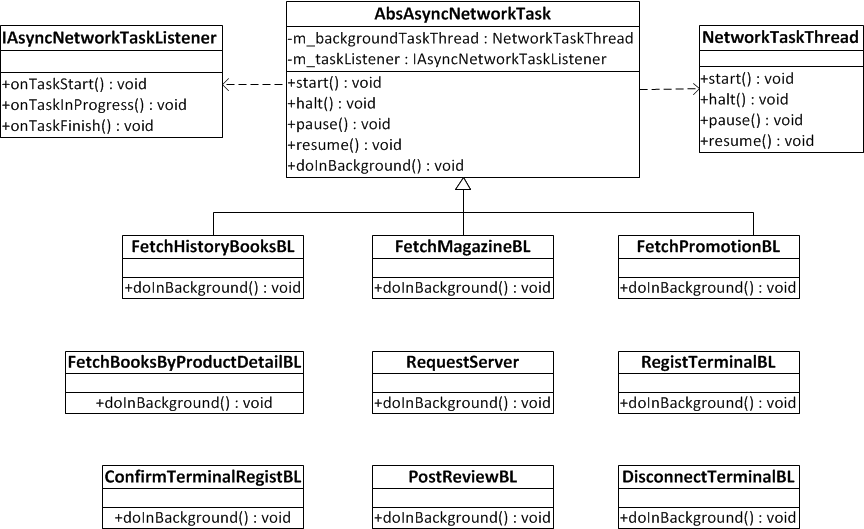 AbsAsyncNetworkTask
-m_backgroundTaskThread : NetworkTaskThread
-m_taskListener : IAsyncNetworkTaskListener
+start() : void
+halt() : void
+pause() : void
+resume() : void
+doInBackground() : void
IAsyncNetworkTaskListener
+onTaskStart() : void
+onTaskInProgress() : void
+onTaskFinish() : void
NetworkTaskThread
+start() : void
+halt() : void
+pause() : void
+resume() : void
FetchHistoryBooksBL
+doInBackground() : void
FetchMagazineBL
+doInBackground() : void
FetchPromotionBL
+doInBackground() : void
FetchBooksByProductDetailBL
+doInBackground() : void
RequestServer
+doInBackground() : void
RegistTerminalBL
+doInBackground() : void
ConfirmTerminalRegistBL
+doInBackground() : void
PostReviewBL
+doInBackground() : void
DisconnectTerminalBL
+doInBackground() : void